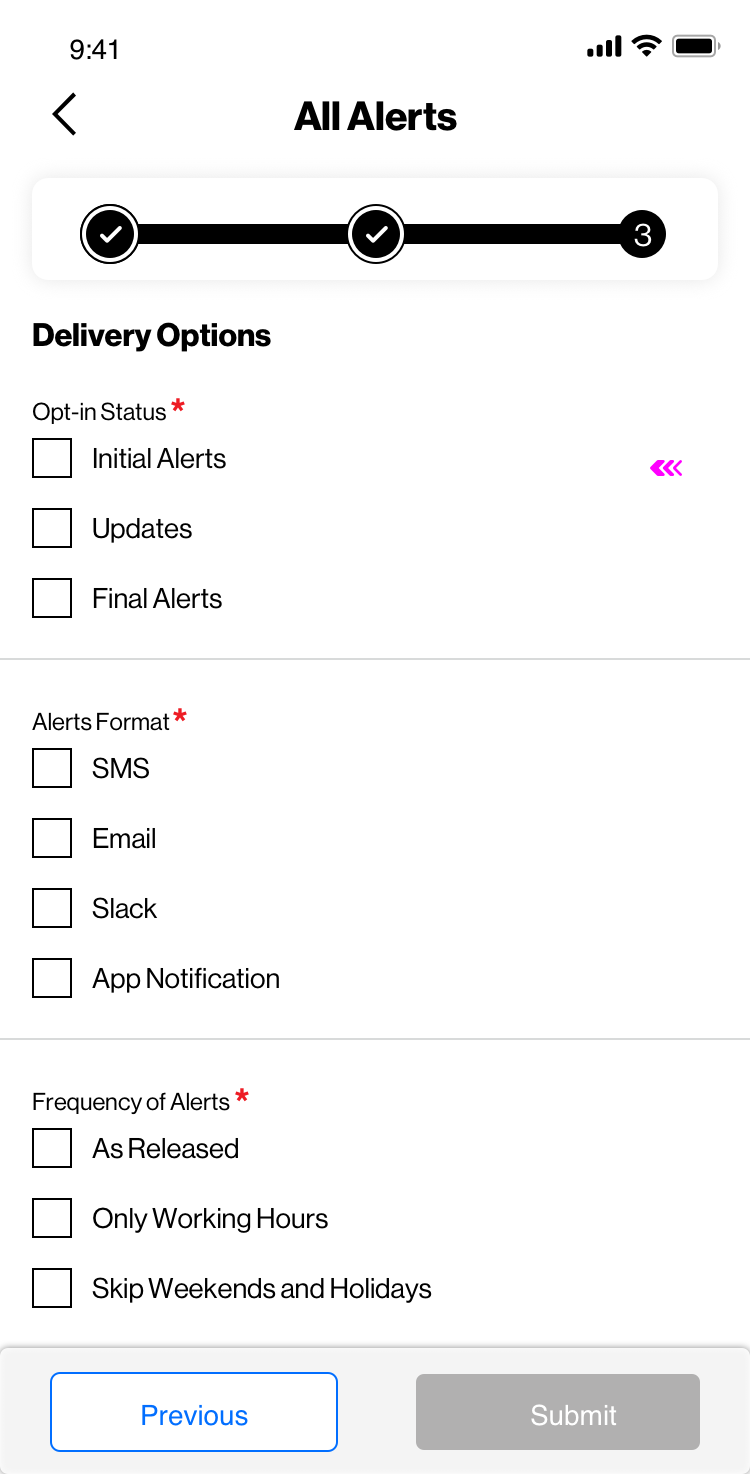 9:41
All Alerts
3
Delivery Options
Opt-in Status *
Initial Alerts
Updates
Final Alerts
Alerts Format *
SMS
Email
Slack
App Notification
Frequency of Alerts *
As Released
Only Working Hours
Skip Weekends and Holidays
Previous
Submit